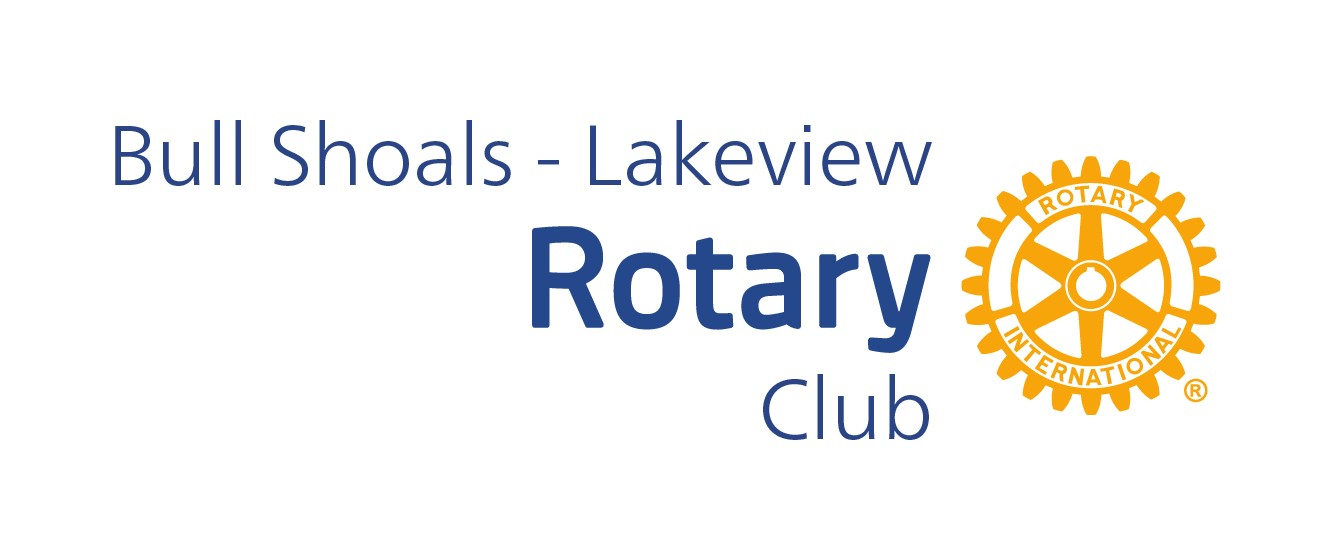 Bull Shoals - Lakeview
Rotary
Club
ROTARY
INTERNATIONAL
®